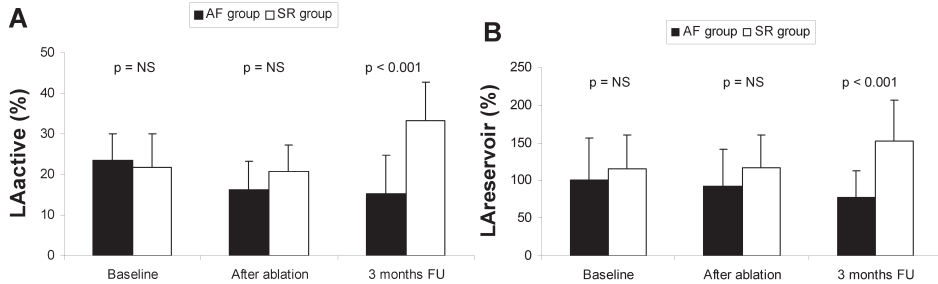 A
AF group SR group
LAactive (%)
50
40
30
20
10
0
p = NS
p = NS
p < 0.001
Baseline
After ablation
3 months FU
B
AF group SR group
LAreservoir (%)
250
200
150
100
50
0
p = NS
p = NS
p < 0.001
Baseline
After ablation
3 months FU